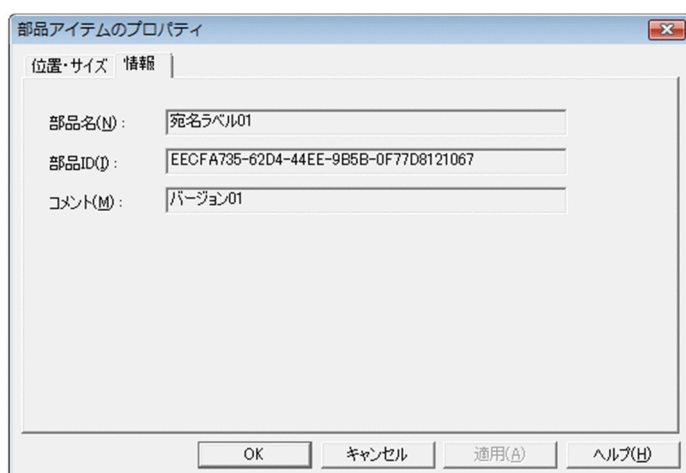 部品アイテムのプロパティ
位置・サイズ 情報
部品名(N)： 宛名ラベル01
部品ID(I)： EECFA735-62D4-44EE-9B5B-0F77D8121067
コメント(M)： バージョン01
OK キャンセル 適用(A) ヘルプ(H)